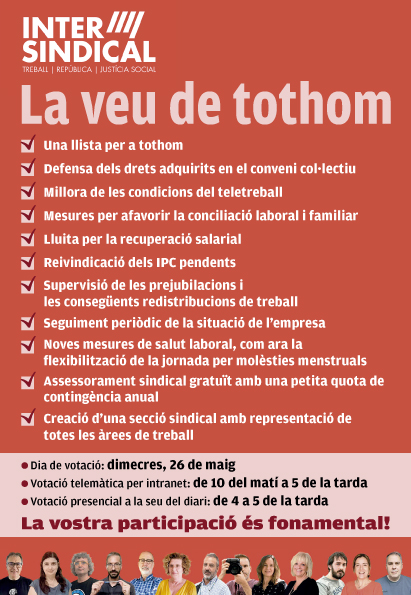 INTER
SINDICAL
TREBALL | REPÚBLICA | JUSTÍCIA SOCIAL
La veu de tothom
Una llista per a tothom
Defensa dels drets adquirits en el conveni col·lectiu
Millora de les condicions del teletreball
Mesures per afavorir la conciliació laboral i familiar
Lluita per la recuperació salarial
Reivindicació dels IPC pendents
Supervisió de les prejubilacions i
les consegüents redistribucions de treball
Seguiment periòdic de la situació de l'empresa
Noves mesures de salut laboral, com ara la
flexibilització de la jornada per molèsties menstruals
Assessorament sindical gratuït amb una petita quota de
contingència anual
Creació d'una secció sindical amb representació de
totes les àrees de treball
● Dia de votació: dimecres, 26 de maig
● Votació telemàtica per intranet: de 10 del matí a 5 de la tarda
● Votació presencial a la seu del diari: de 4 a 5 de la tarda
La vostra participació és fonamental!